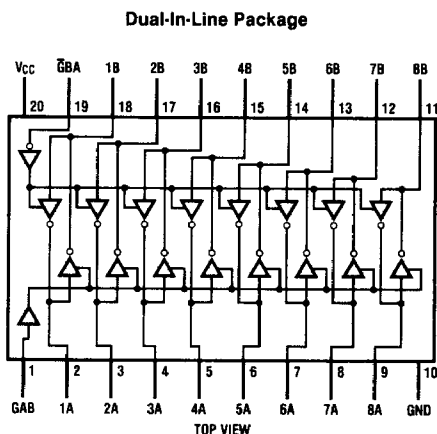 Dual-In-Line Package
VCC G̅BA 1B 2B 3B 4B 5B 6B 7B 8B
20 19 18 17 16 15 14 13 12 11
1 2 3 4 5 6 7 8 9 10
GAB 1A 2A 3A 4A 5A 6A 7A 8A GND
TOP VIEW